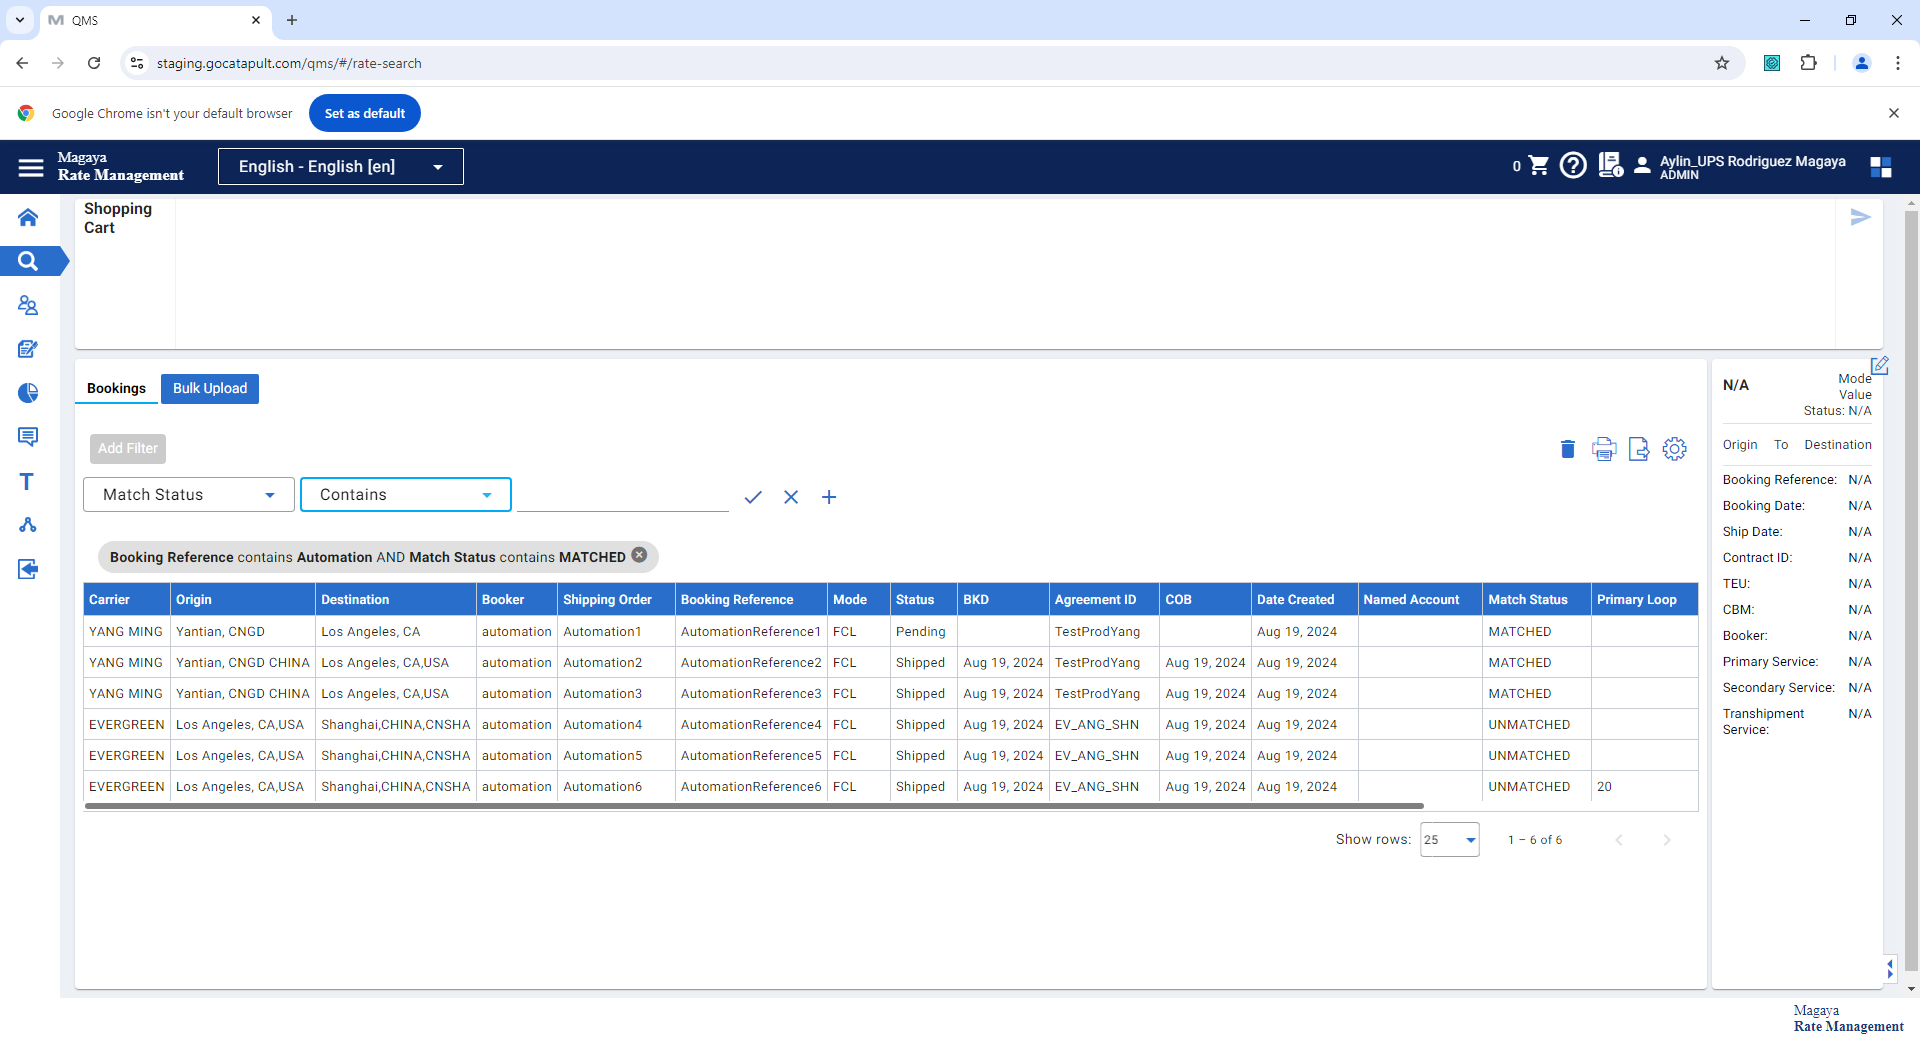 QMS
staging.gocatapult.com/qms/#/rate-search
Google Chrome isn't your default browser
Set as default
Magaya
Rate Management
English - English [en]
0
Aylin_UPS Rodriguez Magaya
ADMIN
Shopping
Cart
Bookings
Bulk Upload
Add Filter
Match Status
Contains
Booking Reference contains Automation AND Match Status contains MATCHED
Carrier Origin Destination Booker Shipping Order Booking Reference Mode Status BKD Agreement ID COB Date Created Named Account Match Status Primary Loop
YANG MING Yantian, CNGD Los Angeles, CA automation Automation1 AutomationReference1 FCL Pending TestProdYang Aug 19, 2024 MATCHED
YANG MING Yantian, CNGD CHINA Los Angeles, CA,USA automation Automation2 AutomationReference2 FCL Shipped Aug 19, 2024 TestProdYang Aug 19, 2024 Aug 19, 2024 MATCHED
YANG MING Yantian, CNGD CHINA Los Angeles, CA,USA automation Automation3 AutomationReference3 FCL Shipped Aug 19, 2024 TestProdYang Aug 19, 2024 Aug 19, 2024 MATCHED
EVERGREEN Los Angeles, CA,USA Shanghai,CHINA,CNSHA automation Automation4 AutomationReference4 FCL Shipped Aug 19, 2024 EV_ANG_SHN Aug 19, 2024 Aug 19, 2024 UNMATCHED
EVERGREEN Los Angeles, CA,USA Shanghai,CHINA,CNSHA automation Automation5 AutomationReference5 FCL Shipped Aug 19, 2024 EV_ANG_SHN Aug 19, 2024 Aug 19, 2024 UNMATCHED
EVERGREEN Los Angeles, CA,USA Shanghai,CHINA,CNSHA automation Automation6 AutomationReference6 FCL Shipped Aug 19, 2024 EV_ANG_SHN Aug 19, 2024 Aug 19, 2024 UNMATCHED 20
Show rows: 25 1 – 6 of 6
N/A
Mode
Value
Status: N/A
Origin To Destination
Booking Reference: N/A
Booking Date: N/A
Ship Date: N/A
Contract ID: N/A
TEU: N/A
CBM: N/A
Booker: N/A
Primary Service: N/A
Secondary Service: N/A
Transhipment N/A
Service:
Magaya
Rate Management